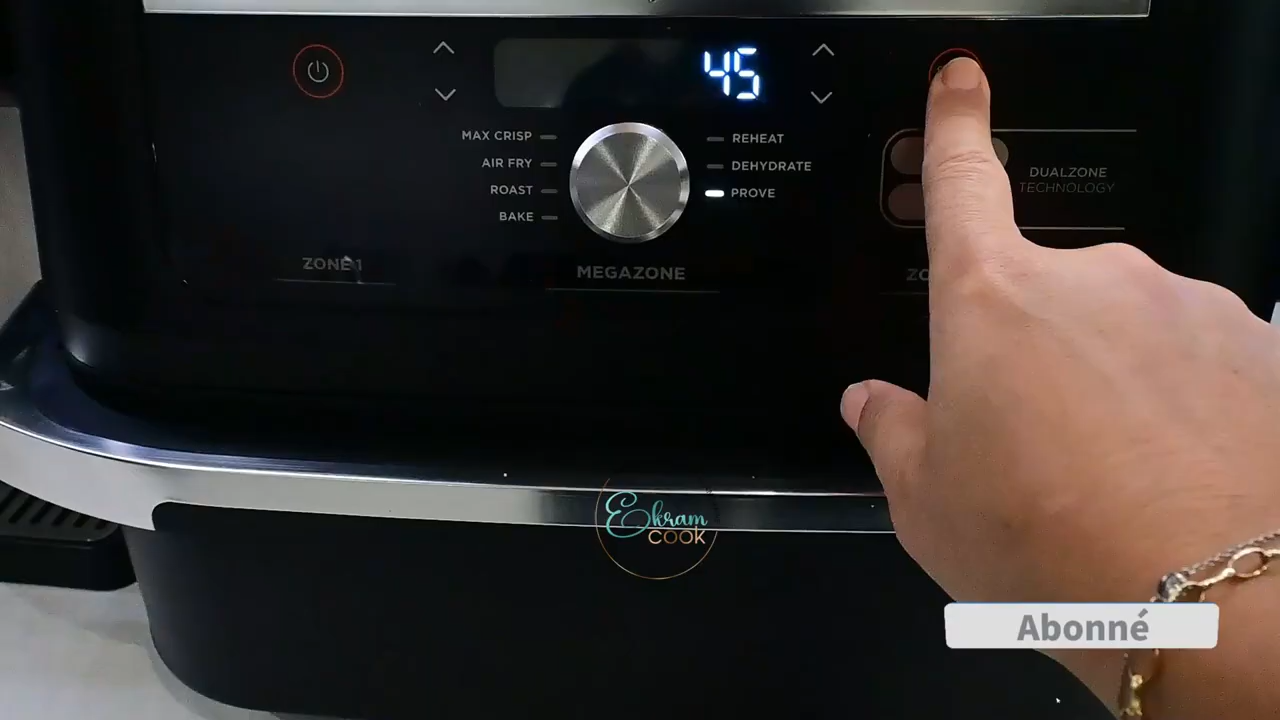 45
MAX CRISP
AIR FRY
ROAST
BAKE
REHEAT
DEHYDRATE
PROVE
DUALZONE
TECHNOLOGY
ZONE 1
MEGAZONE
Ekram
COOK
Abonné